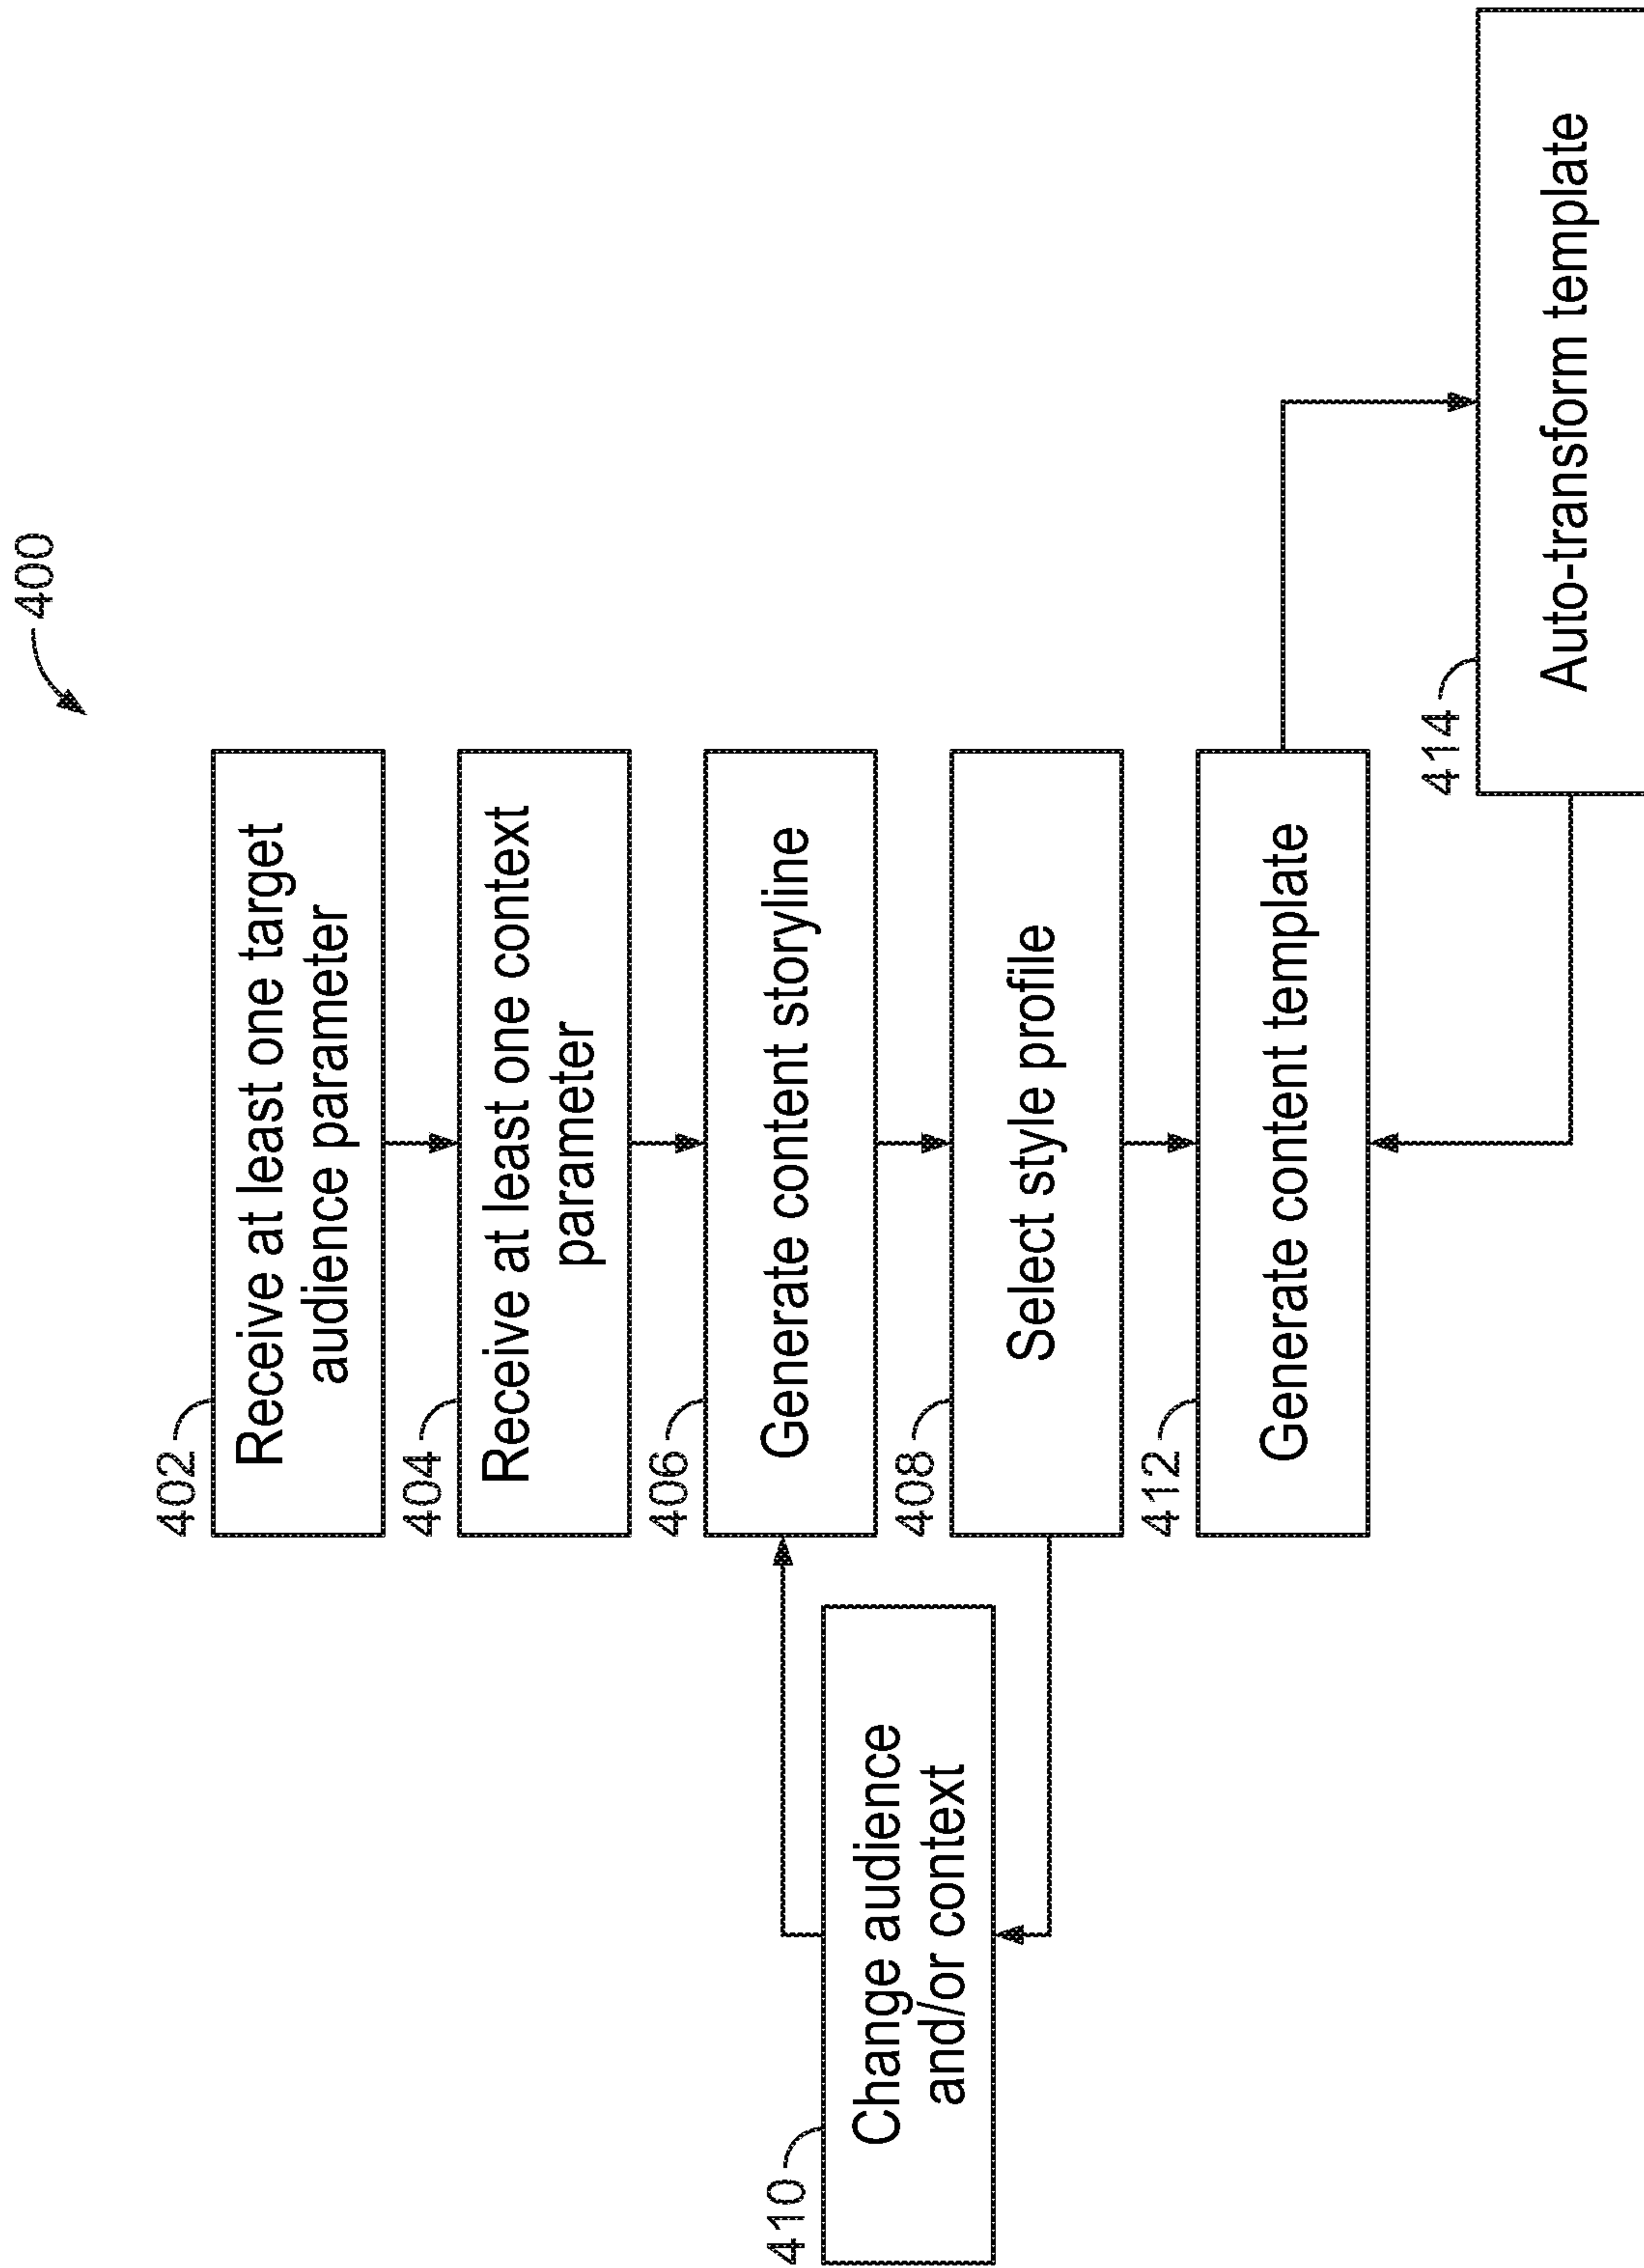 400
402
Receive at least one target
audience parameter
404
Receive at least one context
parameter
406
Generate content storyline
408
Select style profile
410
Change audience
and/or context
412
Generate content template
414
Auto-transform template